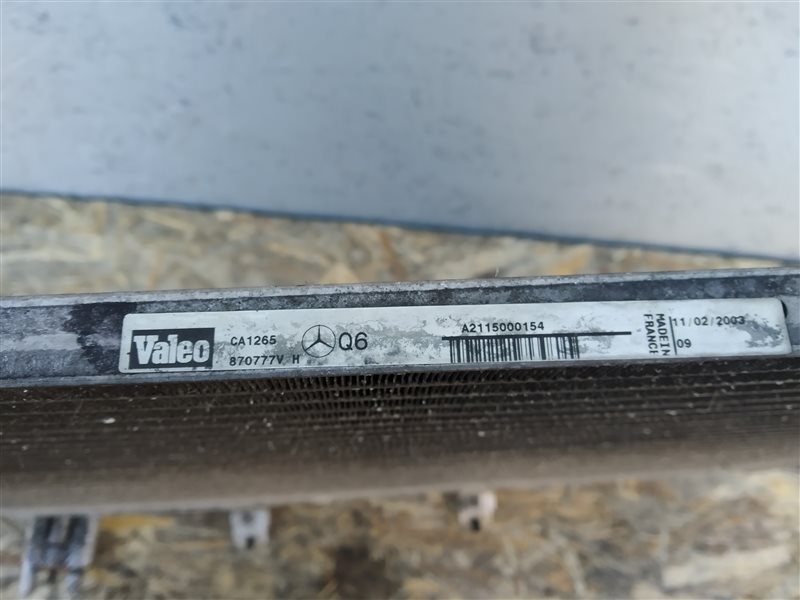 Valeo
CA1265
870777V H
Q6
A2115000154
MADE IN
FRANCE
11/02/2003
09